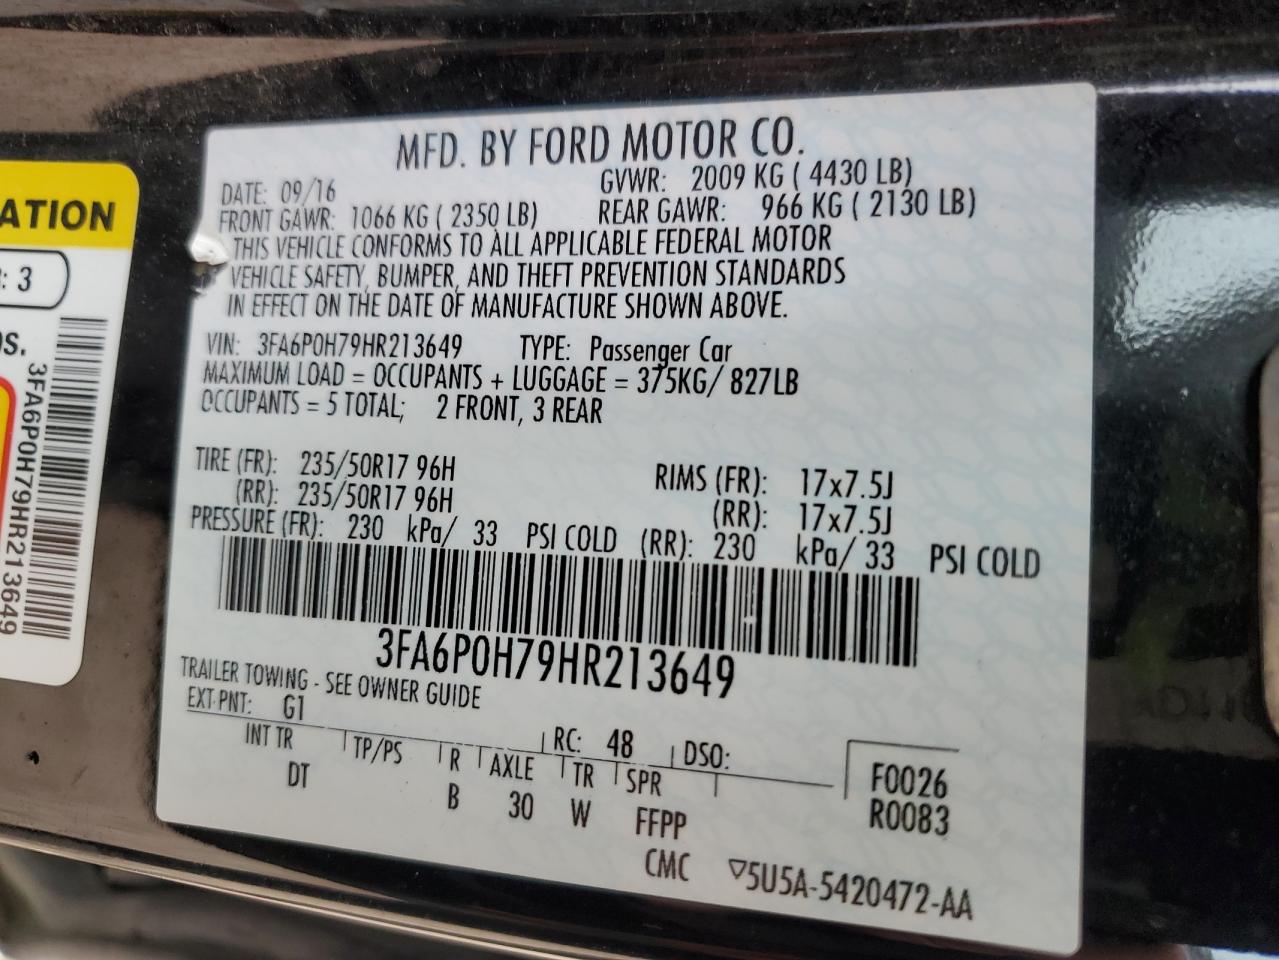 MFD. BY FORD MOTOR CO.
DATE: 09/16 GVWR: 2009 KG ( 4430 LB)
FRONT GAWR: 1066 KG ( 2350 LB) REAR GAWR: 966 KG ( 2130 LB)
THIS VEHICLE CONFORMS TO ALL APPLICABLE FEDERAL MOTOR
VEHICLE SAFETY, BUMPER, AND THEFT PREVENTION STANDARDS
IN EFFECT ON THE DATE OF MANUFACTURE SHOWN ABOVE.
VIN: 3FA6P0H79HR213649 TYPE: Passenger Car
MAXIMUM LOAD = OCCUPANTS + LUGGAGE = 375KG/ 827LB
OCCUPANTS = 5 TOTAL; 2 FRONT, 3 REAR
TIRE (FR): 235/50R17 96H RIMS (FR): 17x7.5J
(RR): 235/50R17 96H (RR): 17x7.5J
PRESSURE (FR): 230 kPa/ 33 PSI COLD (RR): 230 kPa/ 33 PSI COLD
3FA6P0H79HR213649
TRAILER TOWING - SEE OWNER GUIDE
EXT PNT: G1 RC: 48 DSO:
INT TR TP/PS R AXLE TR SPR F0026
DT B 30 W FFPP R0083
CMC ▽5U5A-5420472-AA
ATION
: 3
OS.
3FA6P0H79HR213649